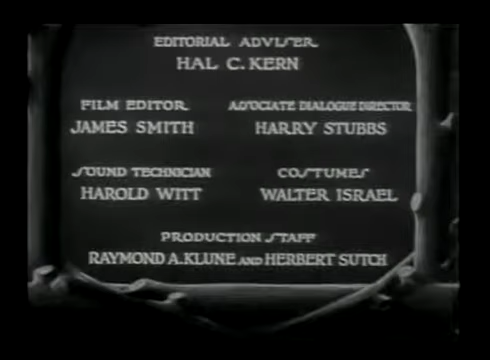 EDITORIAL ADVISER
HAL C. KERN
FILM EDITOR
JAMES SMITH
ASSOCIATE DIALOGUE DIRECTOR
HARRY STUBBS
SOUND TECHNICIAN
HAROLD WITT
COSTUMES
WALTER ISRAEL
PRODUCTION STAFF
RAYMOND A. KLUNE AND HERBERT SUTCH